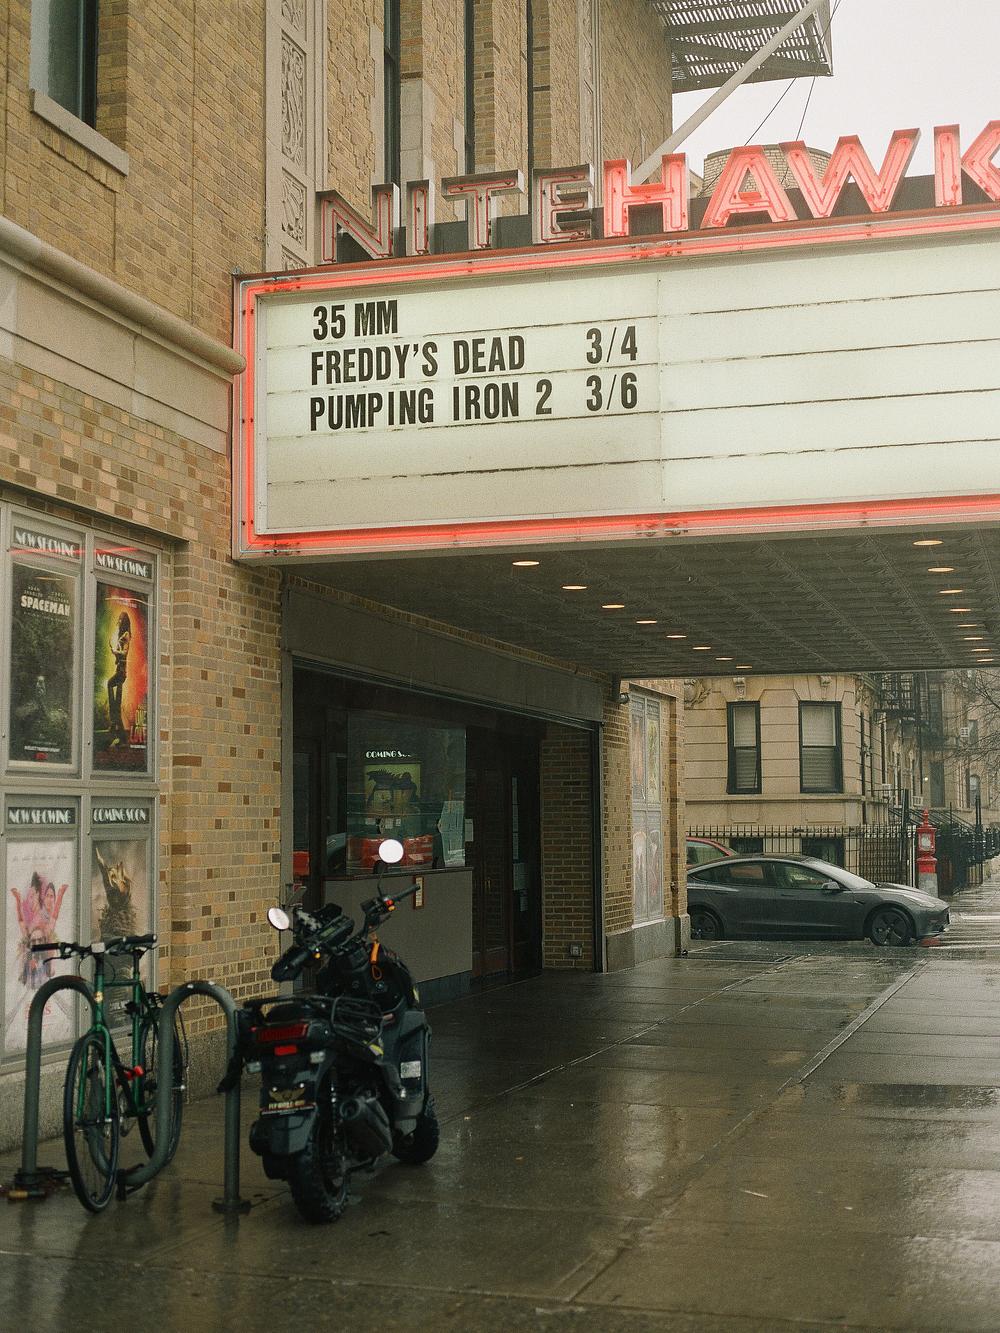 NITEHAWK
35 MM
FREDDY'S DEAD 3/4
PUMPING IRON 2 3/6
NOW SHOWING
NOW SHOWING
SPACEMAN
COMING S
NOW SHOWING
COMING SOON